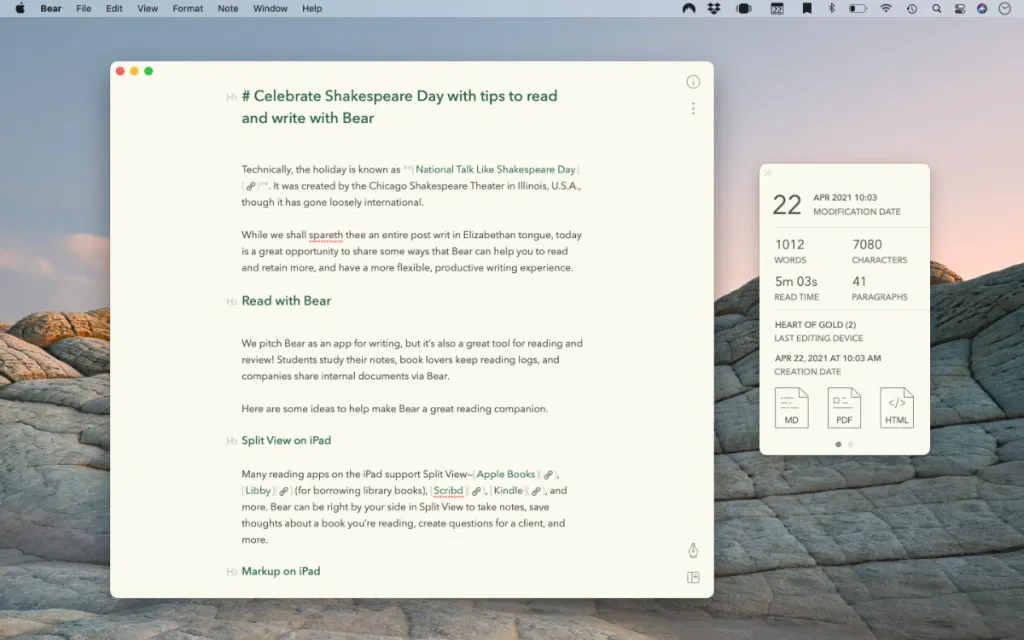 Bear File Edit View Format Note Window Help
22
H1 # Celebrate Shakespeare Day with tips to read
and write with Bear
Technically, the holiday is known as **[National Talk Like Shakespeare Day]
( )**. It was created by the Chicago Shakespeare Theater in Illinois, U.S.A.,
though it has gone loosely international.
While we shall spareth thee an entire post writ in Elizabethan tongue, today
is a great opportunity to share some ways that Bear can help you to read
and retain more, and have a more flexible, productive writing experience.
H2 Read with Bear
We pitch Bear as an app for writing, but it's also a great tool for reading and
review! Students study their notes, book lovers keep reading logs, and
companies share internal documents via Bear.
Here are some ideas to help make Bear a great reading companion.
H3 Split View on iPad
Many reading apps on the iPad support Split View—[Apple Books]( ),
[Libby]( ) (for borrowing library books), [Scribd]( ), [Kindle]( ), and
more. Bear can be right by your side in Split View to take notes, save
thoughts about a book you're reading, create questions for a client, and
more.
H3 Markup on iPad
22 APR 2021 10:03
MODIFICATION DATE
1012 7080
WORDS CHARACTERS
5m 03s 41
READ TIME PARAGRAPHS
HEART OF GOLD (2)
LAST EDITING DEVICE
APR 22, 2021 AT 10:03 AM
CREATION DATE
MD PDF HTML